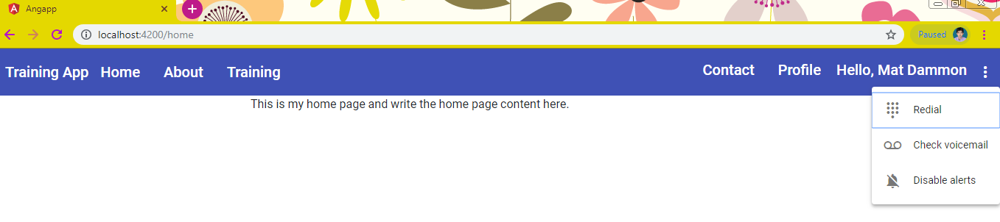 Angapp
localhost:4200/home
Paused
Training App Home About Training Contact Profile Hello, Mat Dammon
This is my home page and write the home page content here.
Redial
Check voicemail
Disable alerts